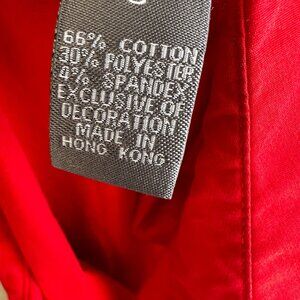 66% COTTON
30% POLYESTER
4% SPANDEX
EXCLUSIVE OF
DECORATION
MADE IN
HONG KONG